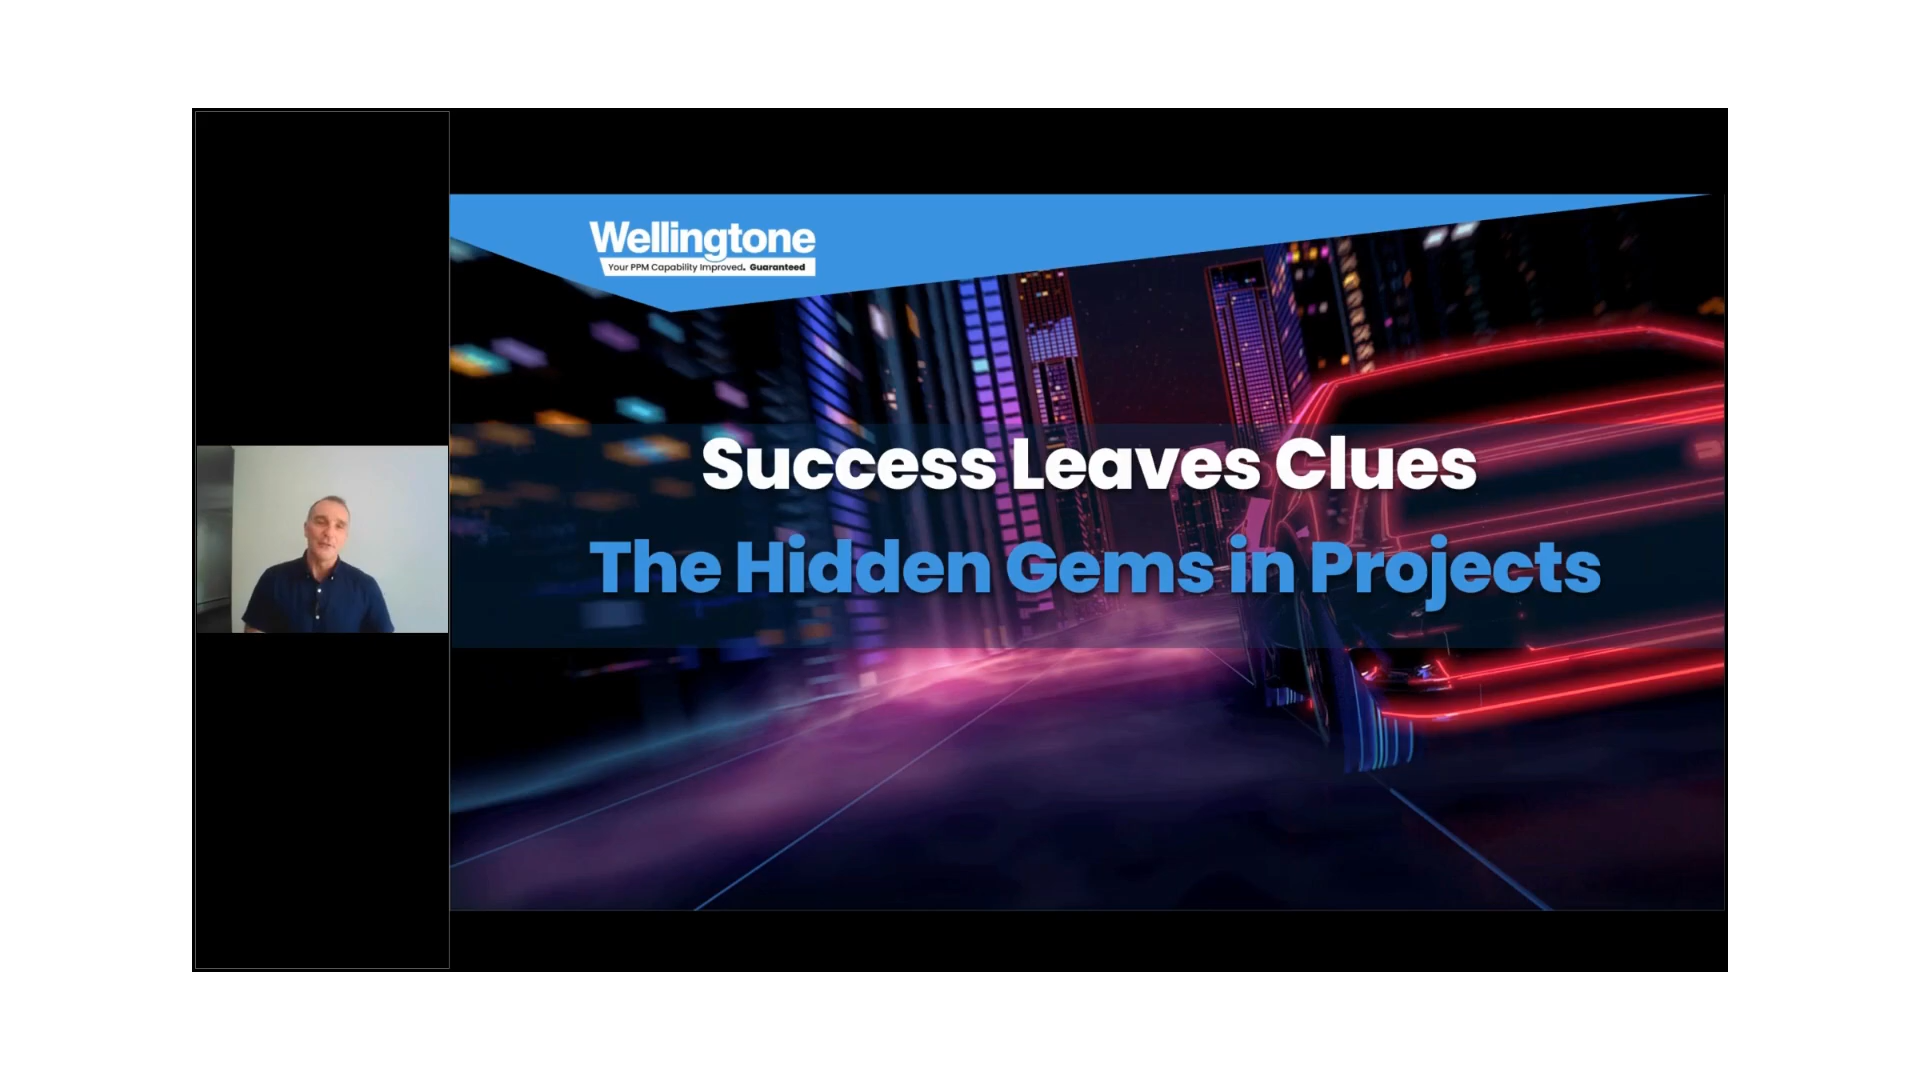 Wellingtone
Your PPM Capability Improved. Guaranteed
Success Leaves Clues
The Hidden Gems in Projects